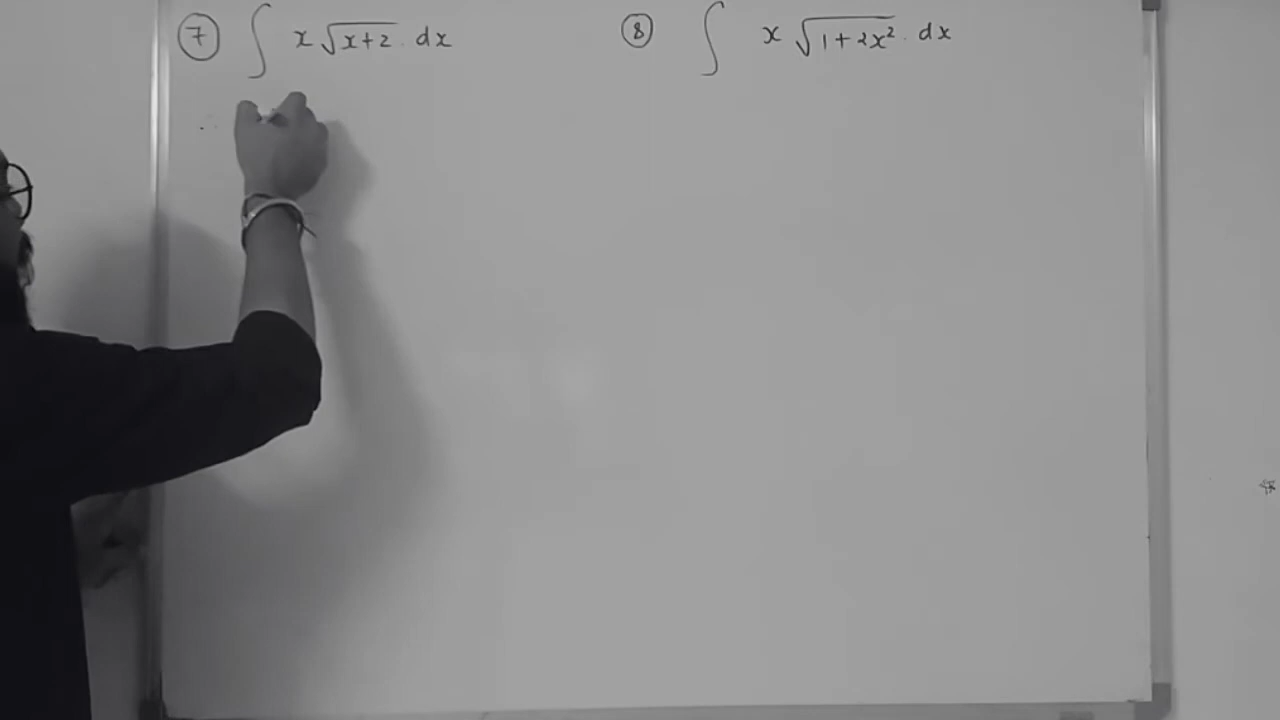 ⑦ ∫ x √x+2 . dx
⑧ ∫ x √1+2x² . dx